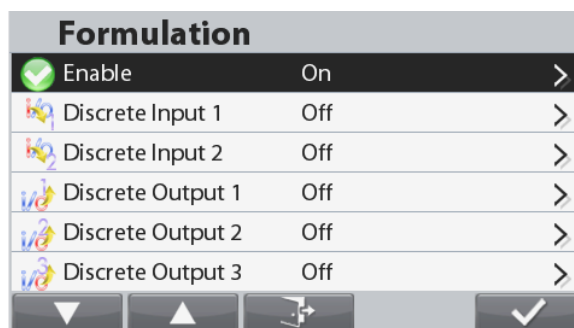 Formulation
Enable On
Discrete Input 1 Off
Discrete Input 2 Off
Discrete Output 1 Off
Discrete Output 2 Off
Discrete Output 3 Off